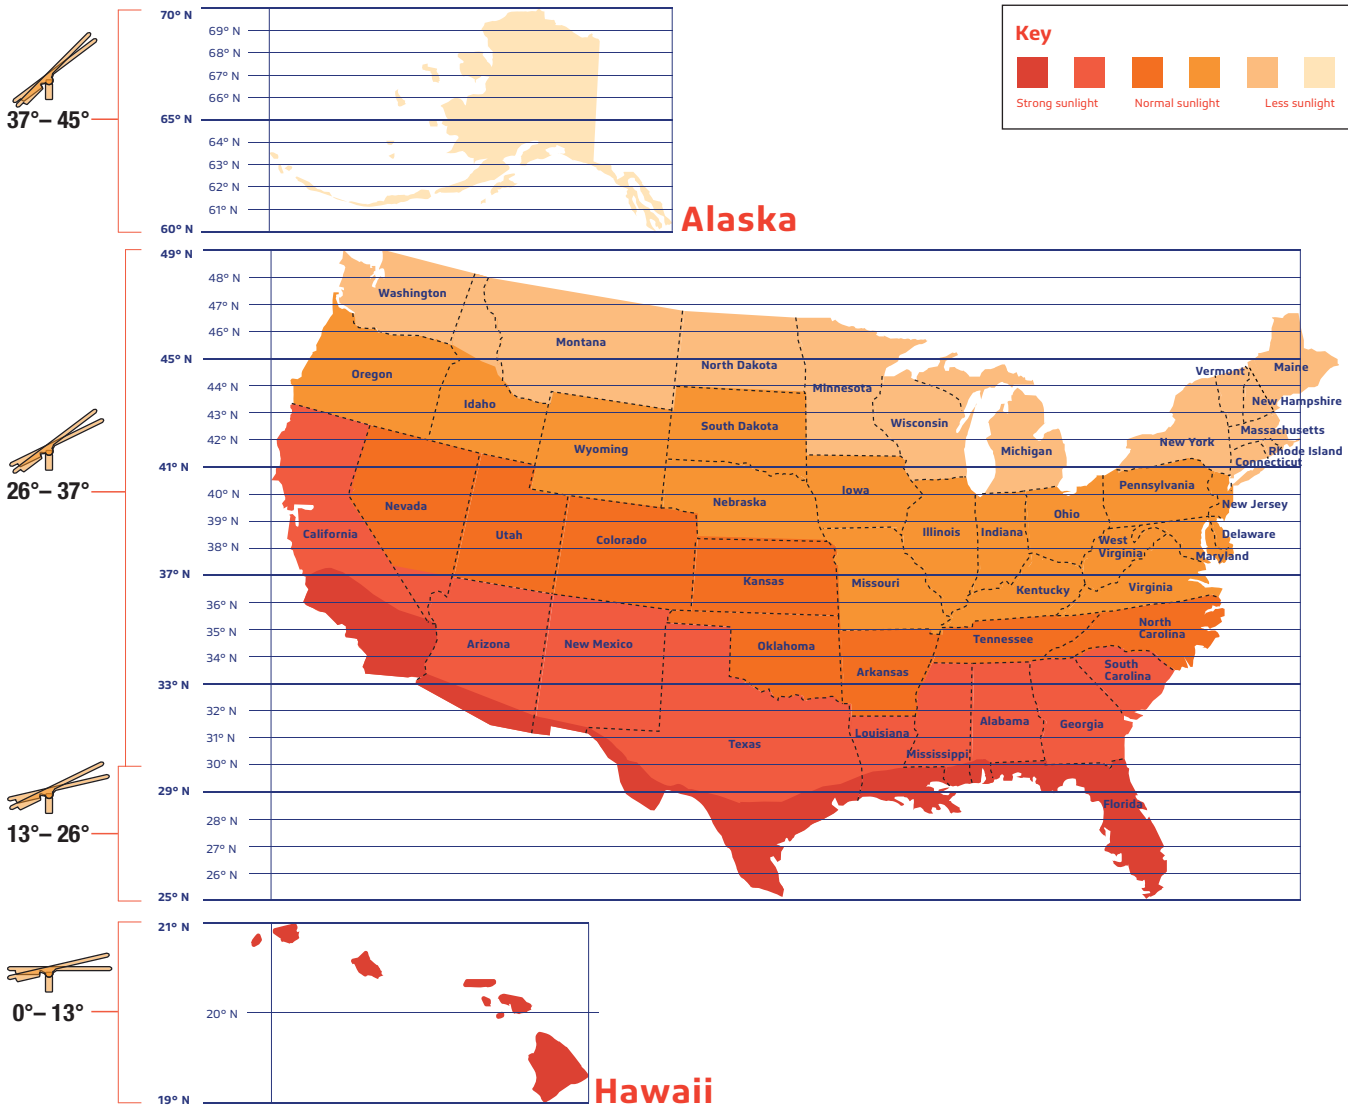 70° N
69° N
68° N
67° N
66° N
65° N
64° N
63° N
62° N
61° N
60° N
37°– 45°
Alaska
Key
Strong sunlight
Normal sunlight
Less sunlight
49° N
48° N
47° N
46° N
45° N
44° N
43° N
42° N
41° N
40° N
39° N
38° N
37° N
36° N
35° N
34° N
33° N
32° N
31° N
30° N
29° N
28° N
27° N
26° N
25° N
26°– 37°
13°– 26°
Washington
Montana
North Dakota
Minnesota
Oregon
Idaho
Wyoming
South Dakota
Wisconsin
Michigan
Vermont
Maine
New Hampshire
Massachusetts
New York
Rhode Island
Connecticut
Nevada
Nebraska
Iowa
Pennsylvania
New Jersey
California
Utah
Colorado
Illinois
Indiana
Ohio
West
Virginia
Delaware
Maryland
Kansas
Missouri
Kentucky
Virginia
Arizona
New Mexico
Oklahoma
Arkansas
Tennessee
North
Carolina
South
Carolina
Texas
Louisiana
Mississippi
Alabama
Georgia
Florida
21° N
20° N
19° N
0°– 13°
Hawaii